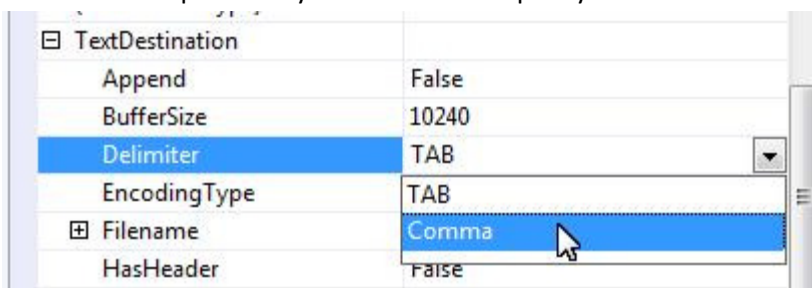 TextDestination
Append False
BufferSize 10240
Delimiter TAB
EncodingType TAB
Filename Comma
HasHeader False